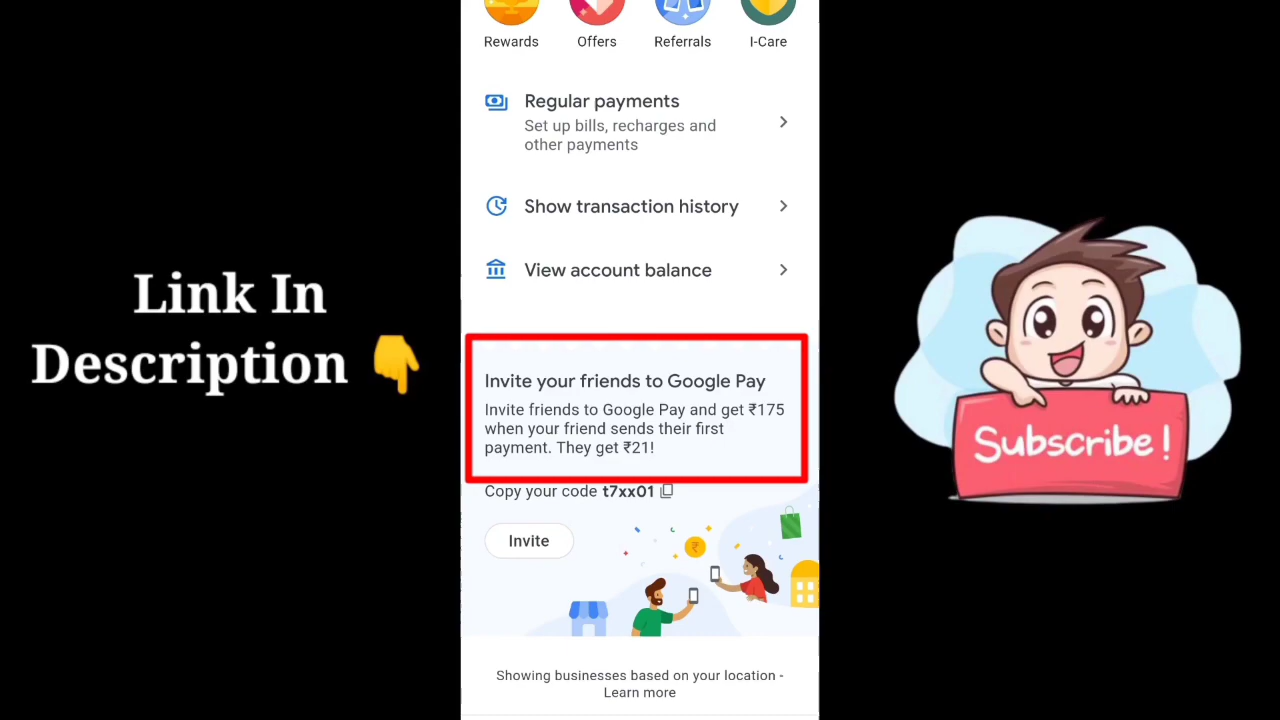 Rewards Offers Referrals I-Care
Regular payments
Set up bills, recharges and
other payments
Show transaction history
View account balance
Link In
Description 👇
Invite your friends to Google Pay
Invite friends to Google Pay and get ₹175
when your friend sends their first
payment. They get ₹21!
Copy your code t7xx01
Invite
₹
Showing businesses based on your location -
Learn more
Subscribe !